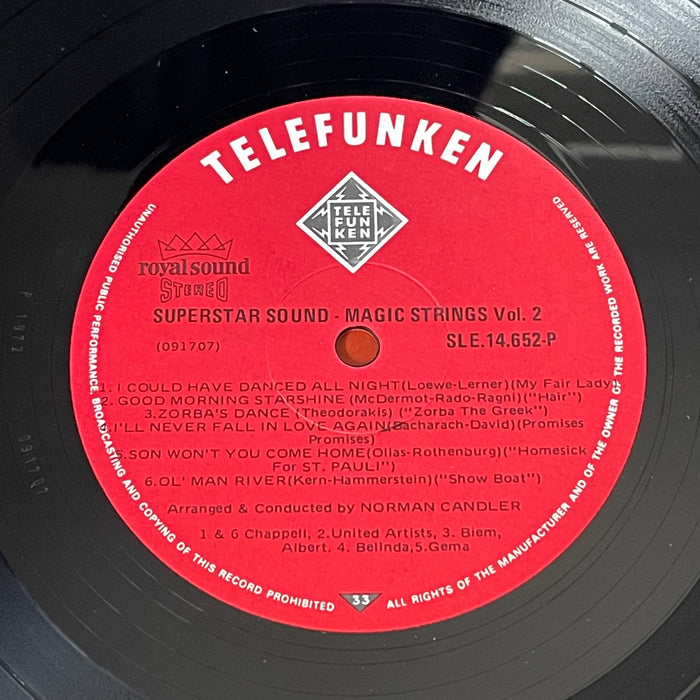 TELEFUNKEN
TELE
FUN
KEN
royal sound
STEREO
SUPERSTAR SOUND - MAGIC STRINGS Vol. 2
(091707) SLE.14.652-P
1. I COULD HAVE DANCED ALL NIGHT(Loewe-Lerner)(My Fair Lady
2. GOOD MORNING STARSHINE (McDermot-Rado-Ragni)("Hair")
3.ZORBA'S DANCE (Theodorakis) ("Zorba The Greek")
I'LL NEVER FALL IN LOVE AGAIN(Bacharach-David)(Promises
Promises)
5.SON WON'T YOU COME HOME(Olias-Rothenburg)("Homesick
For ST. PAULI")
6.OL' MAN RIVER(Kern-Hammerstein)("Show Boat")
Arranged & Conducted by NORMAN CANDLER
1 & 6 Chappell, 2.United Artists, 3. Biem,
Albert. 4. Belinda,5.Gema
33
UNAUTHORISED PUBLIC PERFORMANCE, BROADCASTING AND COPYING OF THIS RECORD PROHIBITED
ALL RIGHTS OF THE MANUFACTURER AND OF THE OWNER OF THE RECORDED WORK ARE RESERVED
P 1972
091707